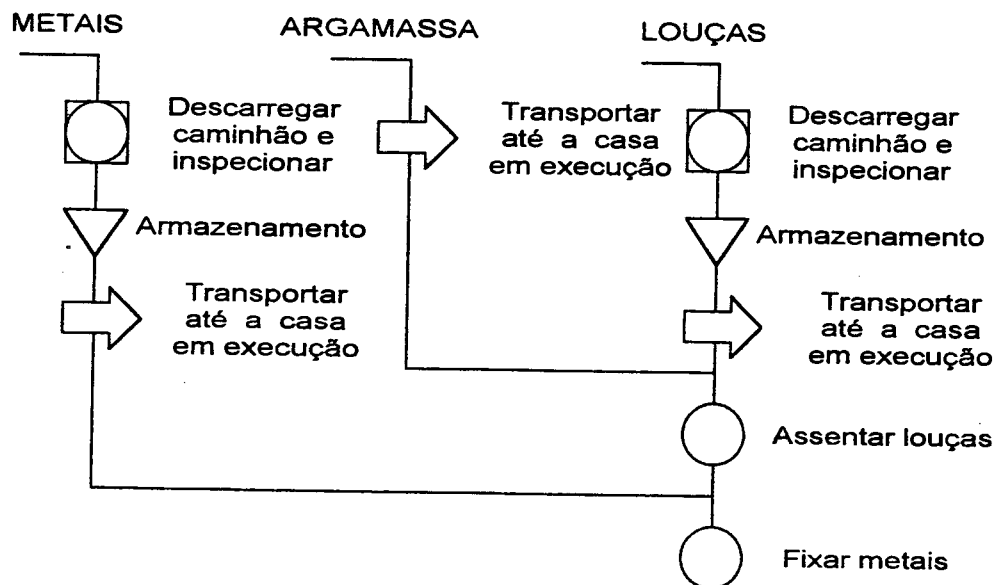 METAIS
ARGAMASSA
LOUÇAS
Descarregar
caminhão e
inspecionar
Transportar
até a casa
em execução
Descarregar
caminhão e
inspecionar
Armazenamento
Armazenamento
Transportar
até a casa
em execução
Transportar
até a casa
em execução
Assentar louças
Fixar metais